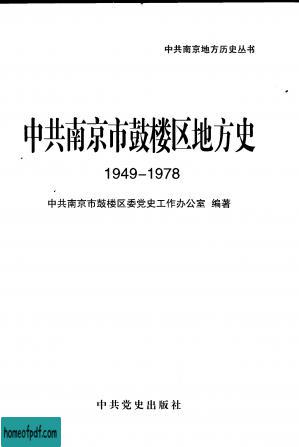 中共南京地方历史丛书
中共南京市鼓楼区地方史
1949-1978
中共南京市鼓楼区委党史工作办公室 编著
中共党史出版社
homeofpdf.com